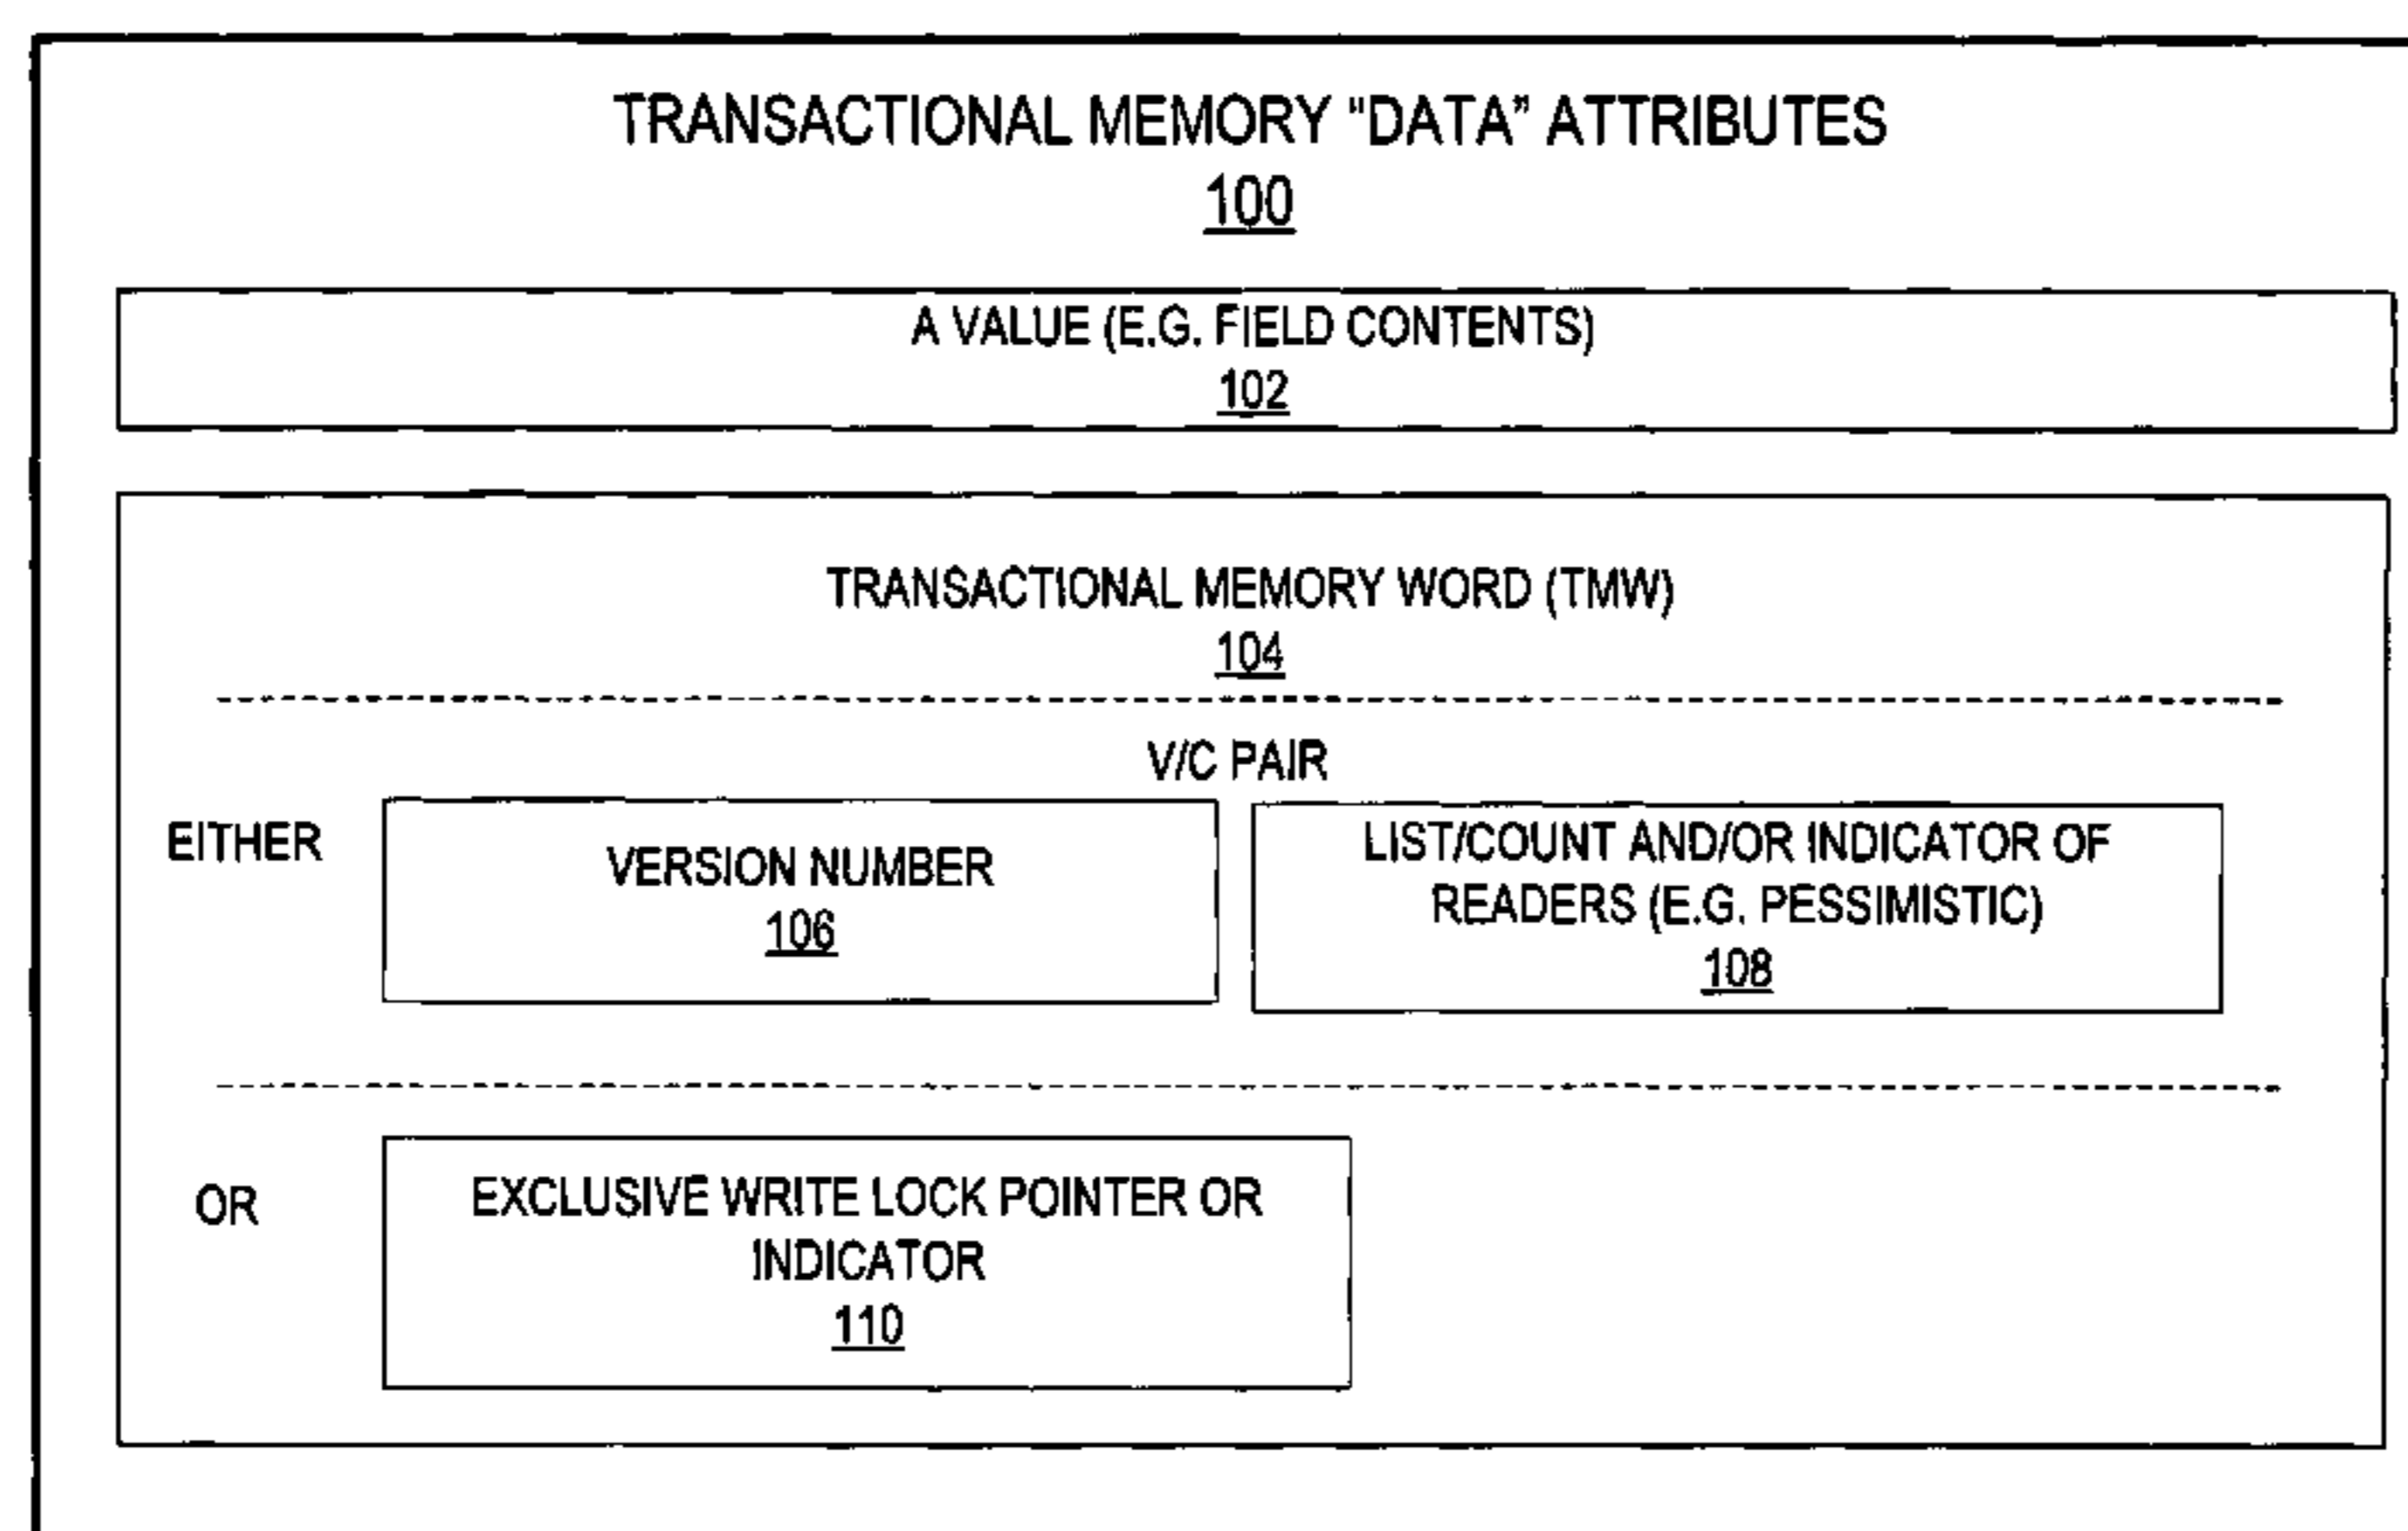 TRANSACTIONAL MEMORY "DATA" ATTRIBUTES
100
A VALUE (E.G. FIELD CONTENTS)
102
TRANSACTIONAL MEMORY WORD (TMW)
104
V/C PAIR
EITHER
VERSION NUMBER
106
LIST/COUNT AND/OR INDICATOR OF
READERS (E.G. PESSIMISTIC)
108
OR
EXCLUSIVE WRITE LOCK POINTER OR
INDICATOR
110